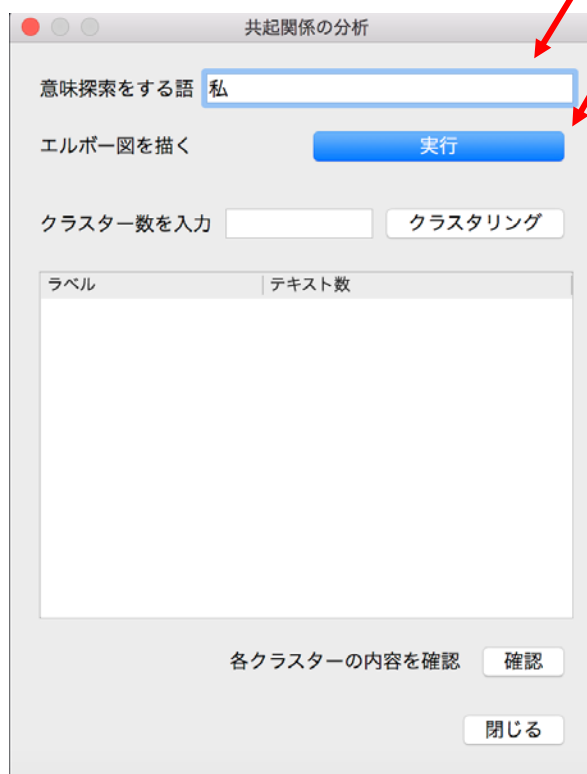 共起関係の分析
意味探索をする語 私
エルボー図を描く 実行
クラスター数を入力 クラスタリング
ラベル テキスト数
各クラスターの内容を確認 確認
閉じる